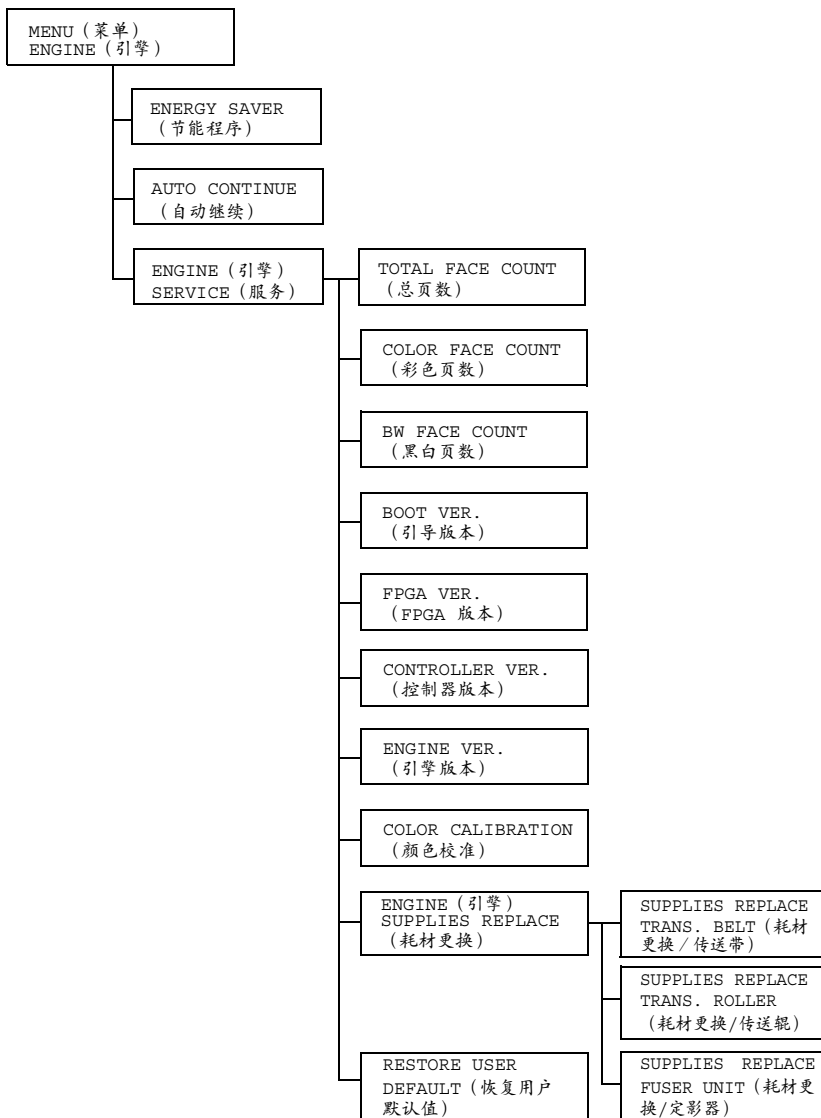 MENU (菜单)
ENGINE (引擎)
ENERGY SAVER
(节能程序)
AUTO CONTINUE
(自动继续)
ENGINE (引擎)
SERVICE (服务)
TOTAL FACE COUNT
(总页数)
COLOR FACE COUNT
(彩色页数)
BW FACE COUNT
(黑白页数)
BOOT VER.
(引导版本)
FPGA VER.
(FPGA 版本)
CONTROLLER VER.
(控制器版本)
ENGINE VER.
(引擎版本)
COLOR CALIBRATION
(颜色校准)
ENGINE (引擎)
SUPPLIES REPLACE
(耗材更换)
SUPPLIES REPLACE
TRANS. BELT (耗材
更换/传送带)
SUPPLIES REPLACE
TRANS. ROLLER
(耗材更换/传送辊)
SUPPLIES REPLACE
FUSER UNIT (耗材更
换/定影器)
RESTORE USER
DEFAULT (恢复用户
默认值)